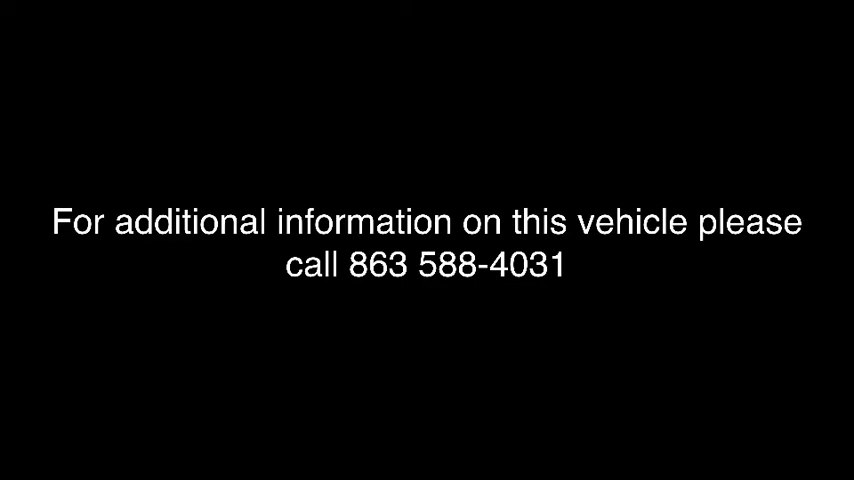 For additional information on this vehicle please
call 863 588-4031